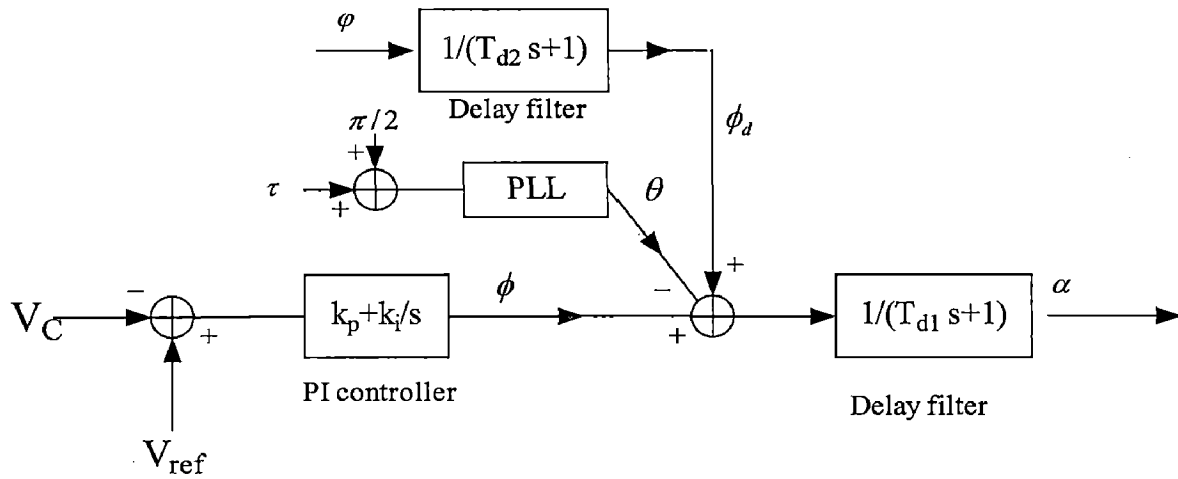 φ
1/(T_d2 s+1)
Delay filter
π/2
+
ϕ_d
τ
+
PLL
θ
+
−
−
V_C
+
k_p+k_i/s
ϕ
+
1/(T_d1 s+1)
α
PI controller
Delay filter
V_ref